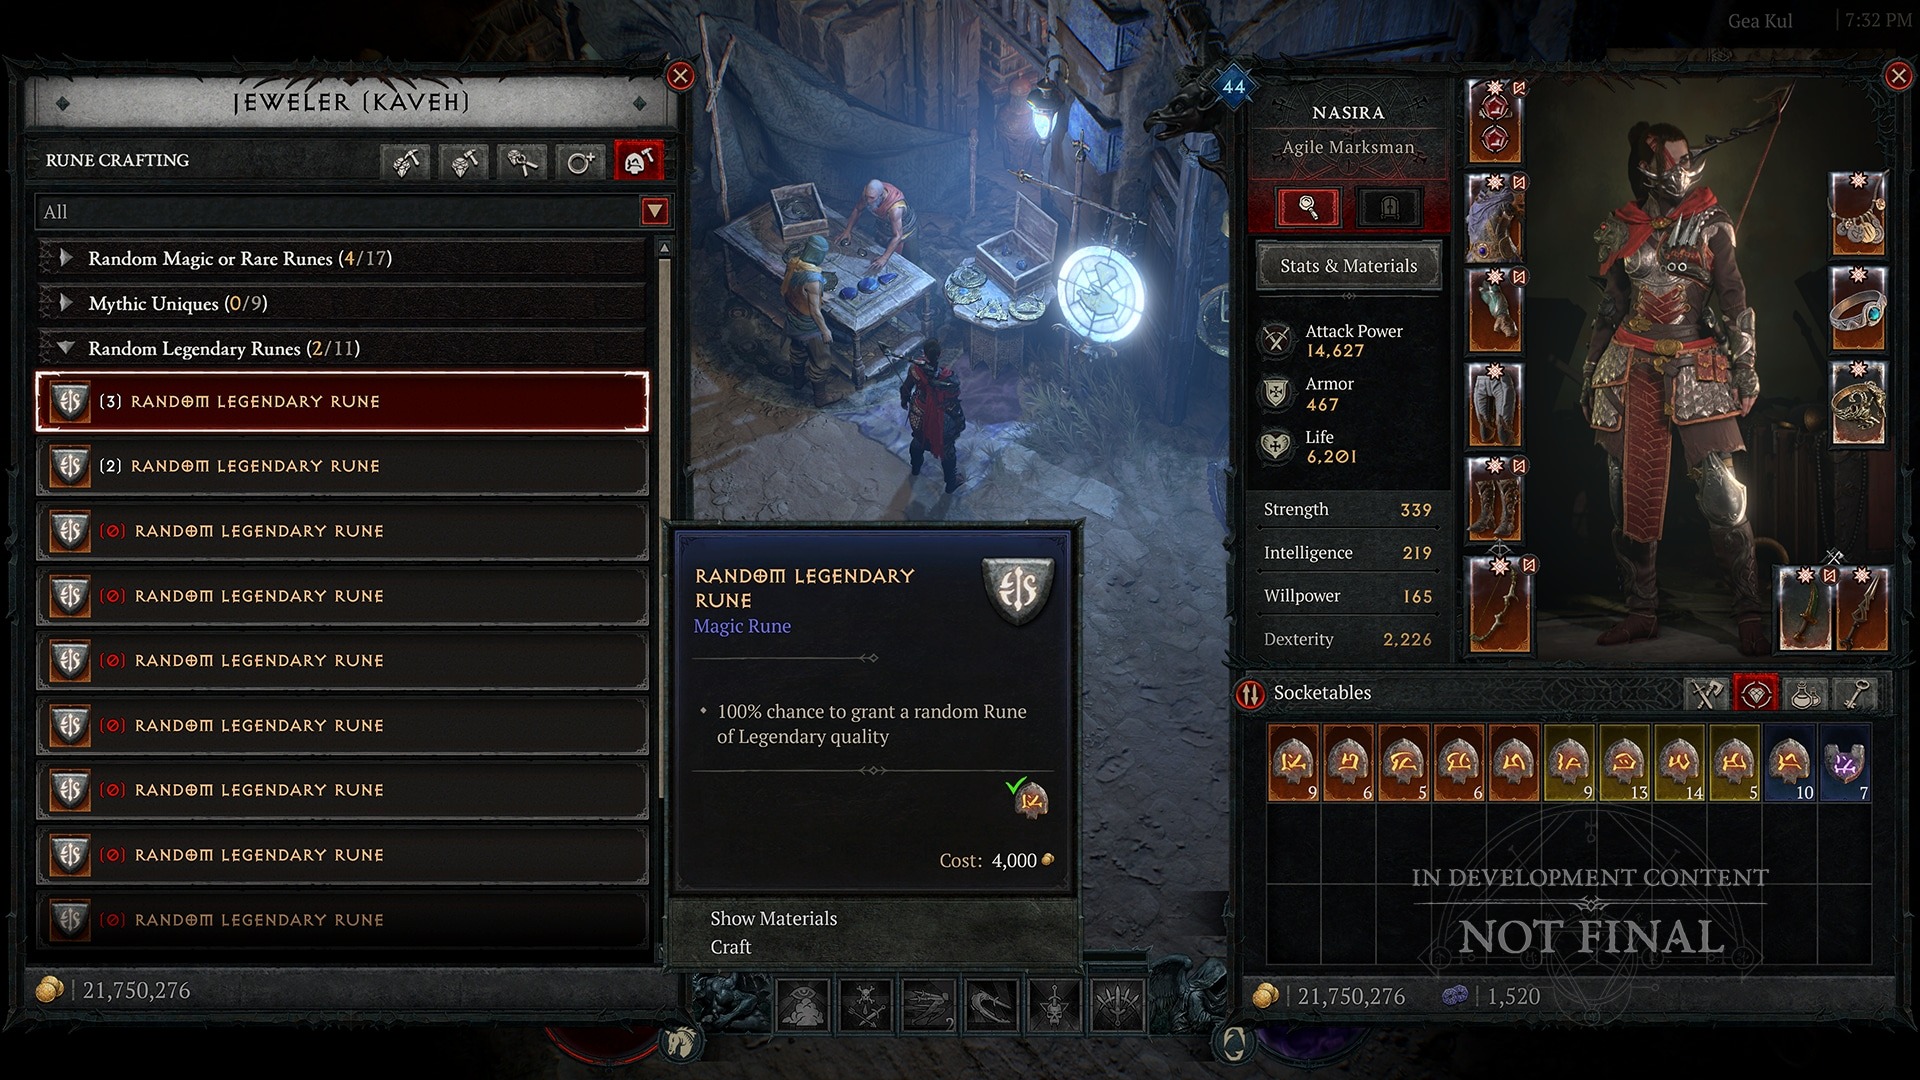 Gea Kul | 7:32 PM
JEWELER (KAVEH)
RUNE CRAFTING
All
Random Magic or Rare Runes (4/17)
Mythic Uniques (0/9)
Random Legendary Runes (2/11)
(3) RANDOM LEGENDARY RUNE
(2) RANDOM LEGENDARY RUNE
(0) RANDOM LEGENDARY RUNE
(0) RANDOM LEGENDARY RUNE
(0) RANDOM LEGENDARY RUNE
(0) RANDOM LEGENDARY RUNE
(0) RANDOM LEGENDARY RUNE
(0) RANDOM LEGENDARY RUNE
(0) RANDOM LEGENDARY RUNE
21,750,276
RANDOM LEGENDARY
RUNE
Magic Rune
100% chance to grant a random Rune
of Legendary quality
Cost: 4,000
Show Materials
Craft
2
44
NASIRA
Agile Marksman
Stats & Materials
Attack Power
14,627
Armor
467
Life
6,201
Strength 339
Intelligence 219
Willpower 165
Dexterity 2,226
Socketables
9 6 5 6 9 13 14 5 10 7
IN DEVELOPMENT CONTENT
NOT FINAL
21,750,276 | 1,520